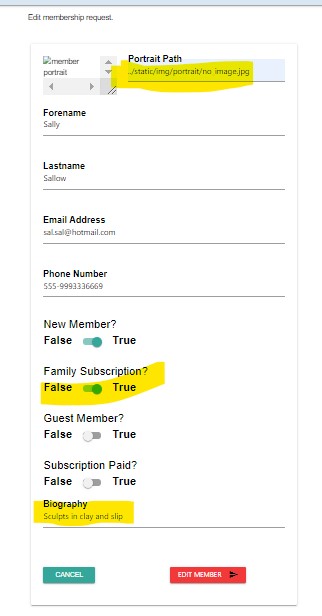 Edit membership request.
member
portrait
Portrait Path
../static/img/portrait/no_image.jpg
Forename
Sally
Lastname
Sallow
Email Address
sal.sal@hotmail.com
Phone Number
555-9993336669
New Member?
False True
Family Subscription?
False True
Guest Member?
False True
Subscription Paid?
False True
Biography
Sculpts in clay and slip
CANCEL EDIT MEMBER